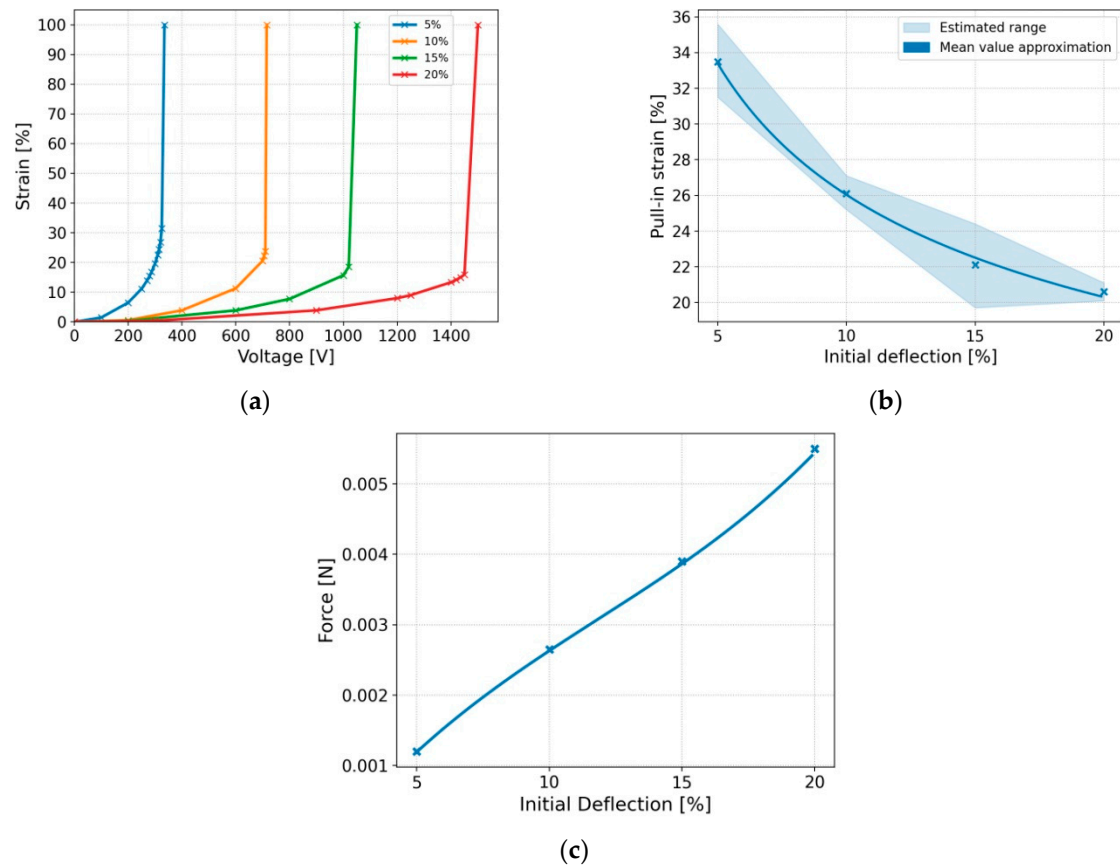 100
90
80
70
60
50
40
30
20
10
0
Strain [%]
5%
10%
15%
20%
0 200 400 600 800 1000 1200 1400
Voltage [V]
(a)
36
34
32
30
28
26
24
22
20
Pull-in strain [%]
Estimated range
Mean value approximation
5 10 15 20
Initial deflection [%]
(b)
0.005
0.004
0.003
0.002
0.001
Force [N]
5 10 15 20
Initial Deflection [%]
(c)